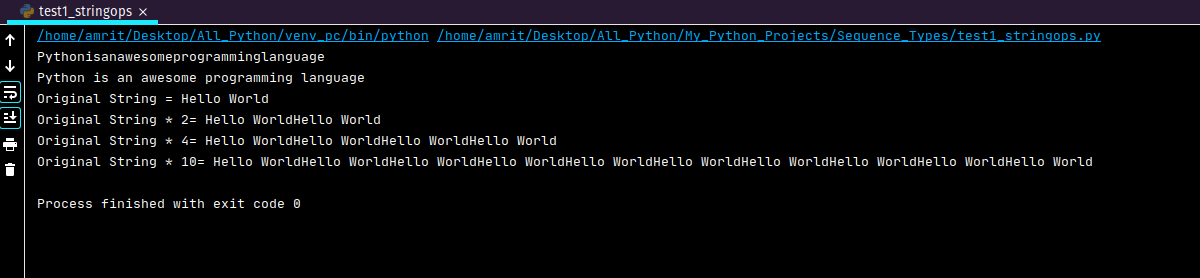 test1_stringops ×
/home/amrit/Desktop/All_Python/venv_pc/bin/python /home/amrit/Desktop/All_Python/My_Python_Projects/Sequence_Types/test1_stringops.py
Pythonisanawesomeprogramminglanguage
Python is an awesome programming language
Original String = Hello World
Original String * 2= Hello WorldHello World
Original String * 4= Hello WorldHello WorldHello WorldHello World
Original String * 10= Hello WorldHello WorldHello WorldHello WorldHello WorldHello WorldHello WorldHello WorldHello WorldHello World
Process finished with exit code 0